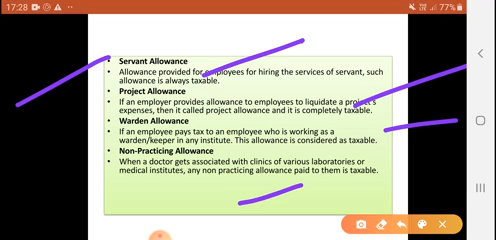 17:28
77%
Servant Allowance
Allowance provided for employees for hiring the services of servant, such
allowance is always taxable.
Project Allowance
If an employer provides allowance to employees to liquidate a project's
expenses, then it called project allowance and it is completely taxable.
Warden Allowance
If an employee pays tax to an employee who is working as a
warden/keeper in any institute. This allowance is considered as taxable.
Non-Practicing Allowance
When a doctor gets associated with clinics of various laboratories or
medical institutes, any non practicing allowance paid to them is taxable.